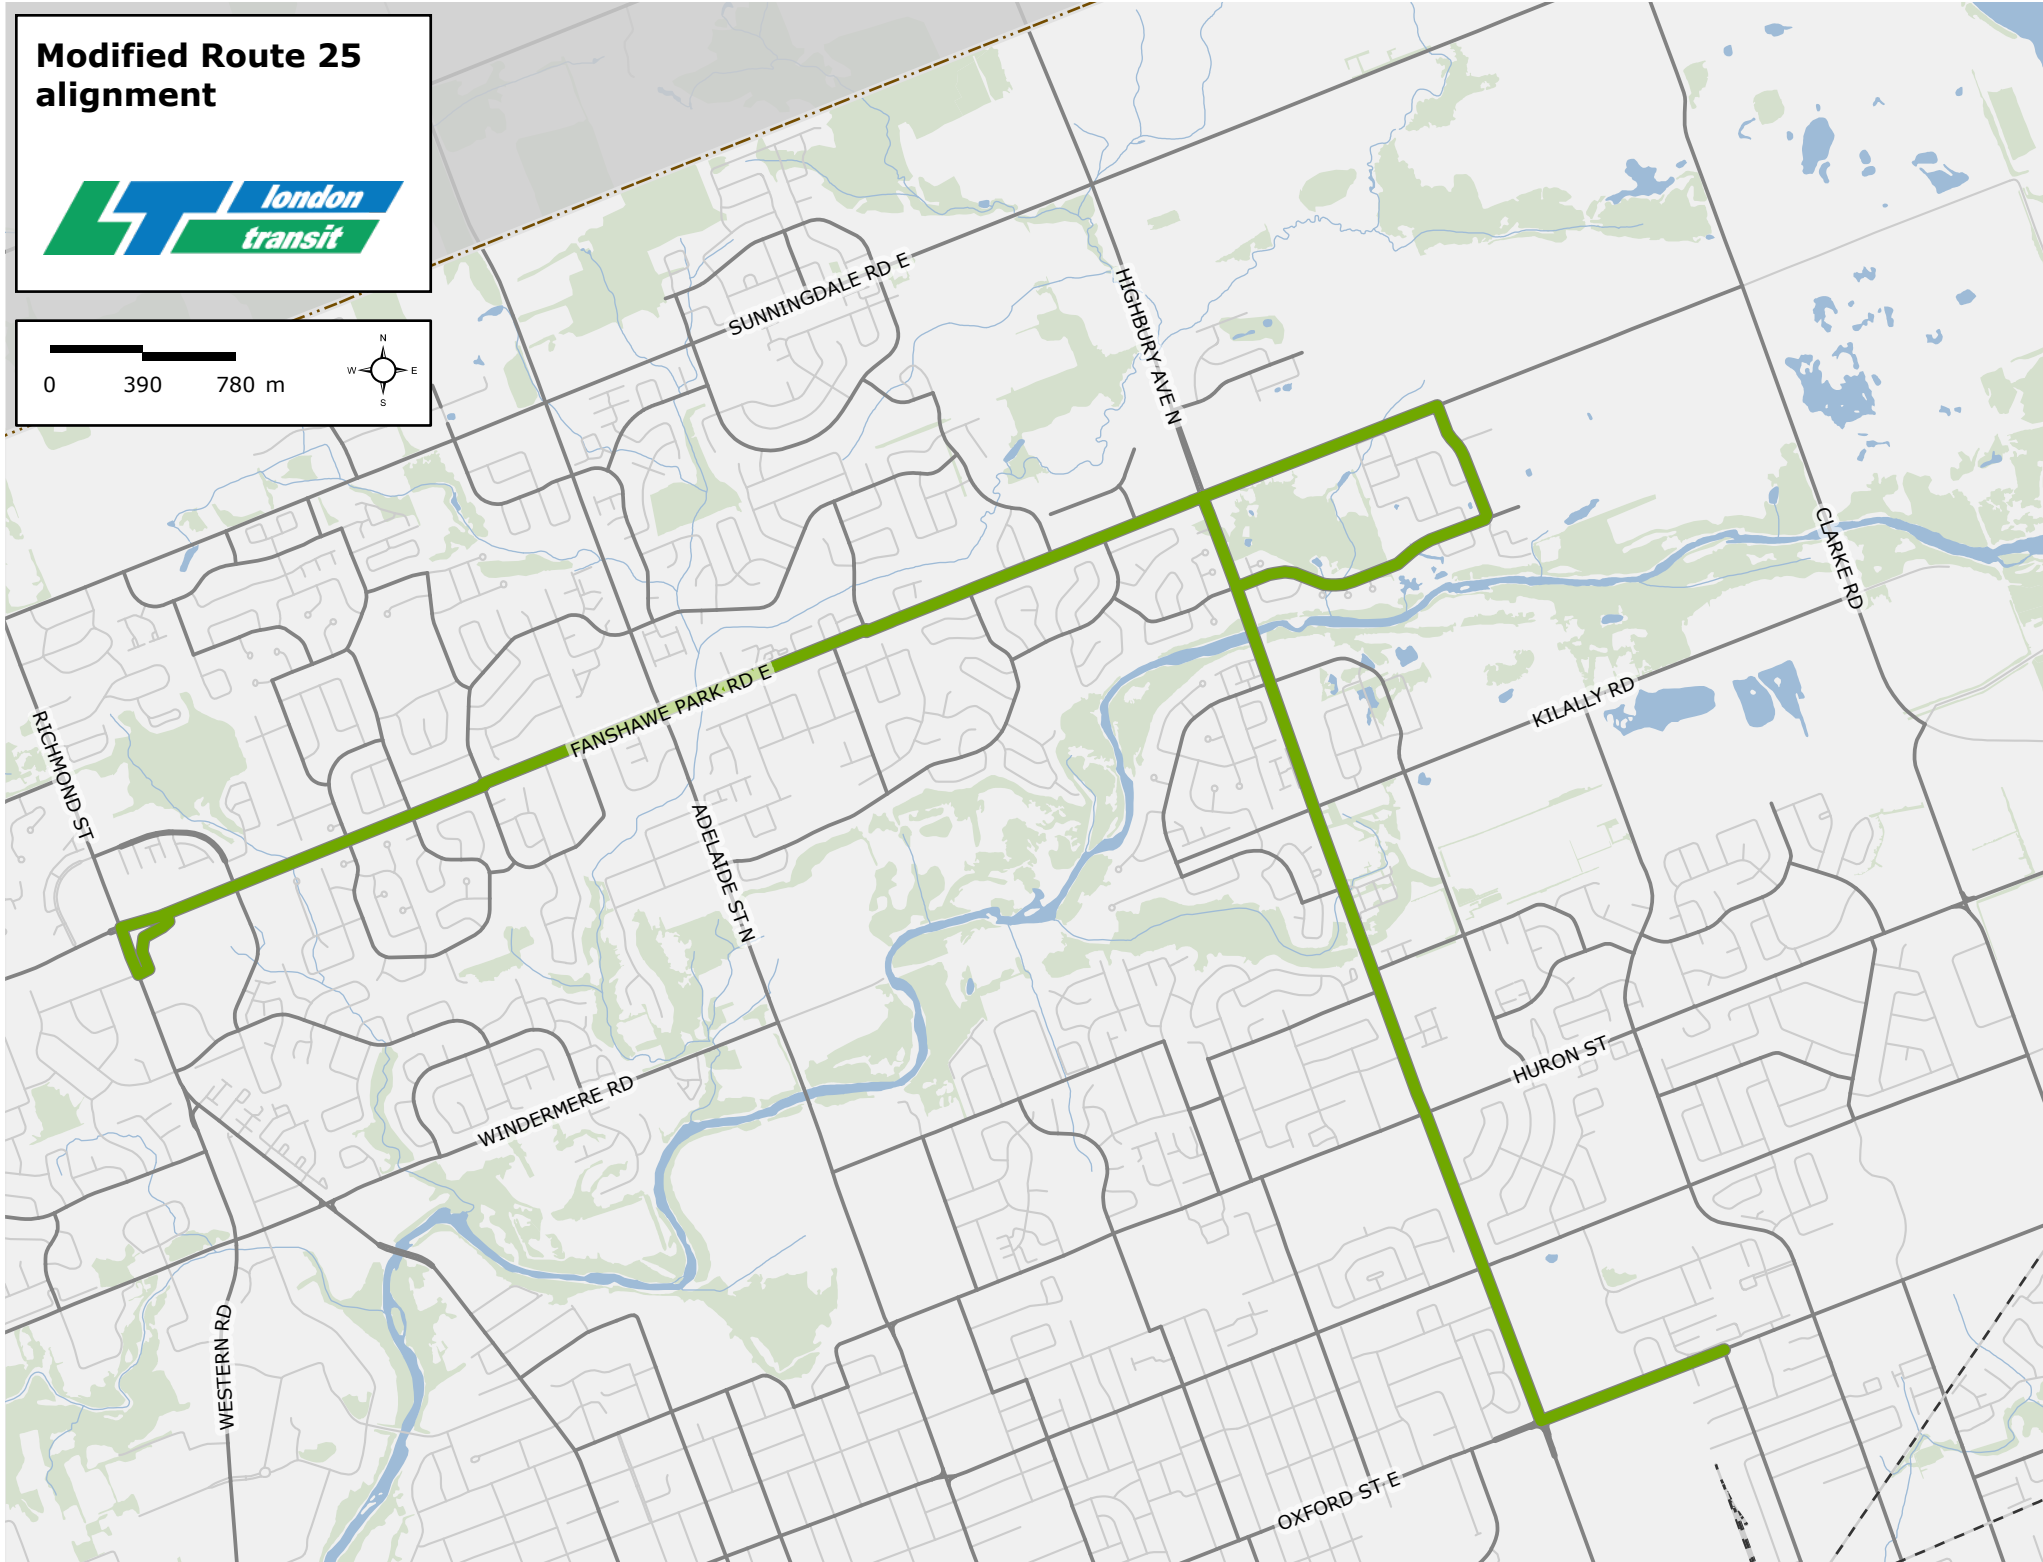 Modified Route 25
alignment
london
transit
0 390 780 m
N
W E
S
SUNNINGDALE RD E
HIGHBURY AVE N
CLARKE RD
RICHMOND ST
FANSHAWE PARK RD E
KILALLY RD
ADELAIDE ST N
HURON ST
WINDERMERE RD
WESTERN RD
OXFORD ST E